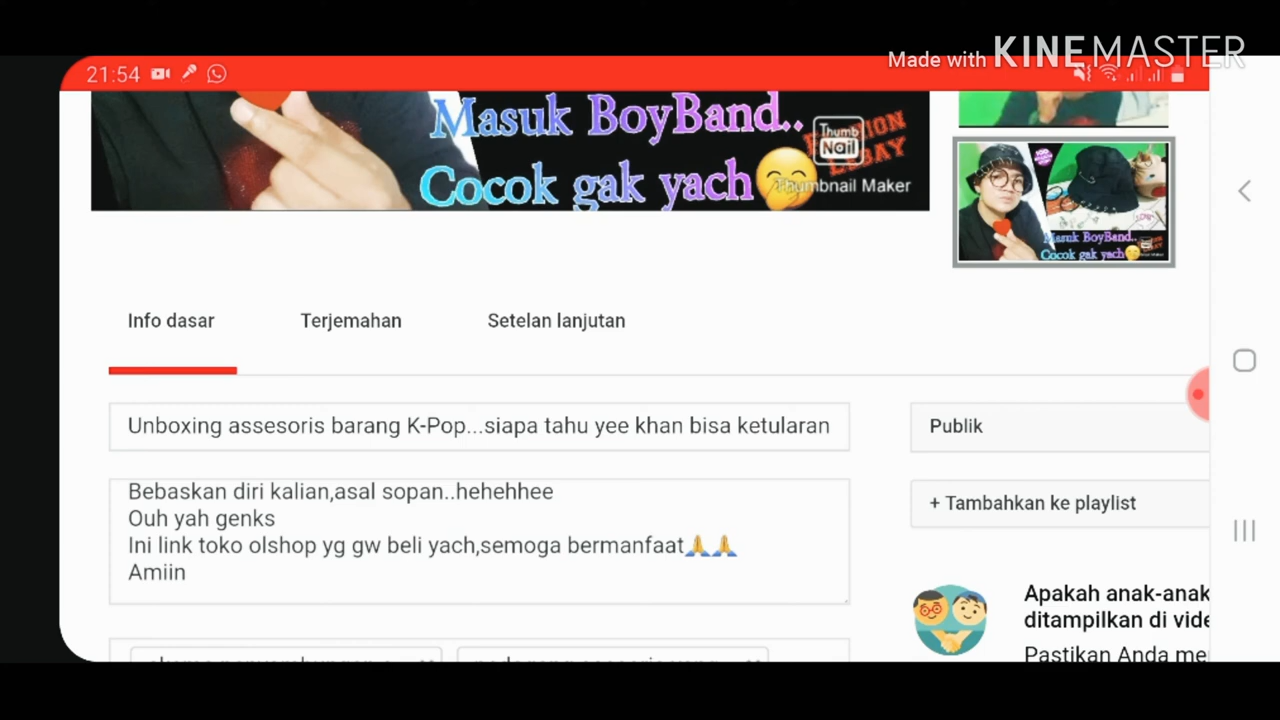 Made with KINEMASTER
21:54
Masuk BoyBand..
Cocok gak yach
Thumb
Nail
Thumbnail Maker
Masuk BoyBand..
Cocok gak yach
Info dasar
Terjemahan
Setelan lanjutan
Unboxing assesoris barang K-Pop...siapa tahu yee khan bisa ketularan
Publik
Bebaskan diri kalian,asal sopan..hehehhee
Ouh yah genks
Ini link toko olshop yg gw beli yach,semoga bermanfaat🙏🙏
Amiin
+ Tambahkan ke playlist
Apakah anak-anak
ditampilkan di vide
Pastikan Anda me